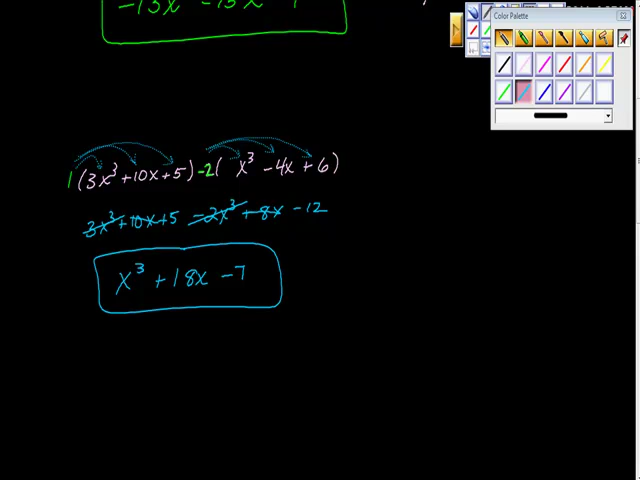 Color Palette
1(3x³+10x+5)-2(x³-4x+6)
3x³+10x+5-2x³+8x-12
x³+18x-7